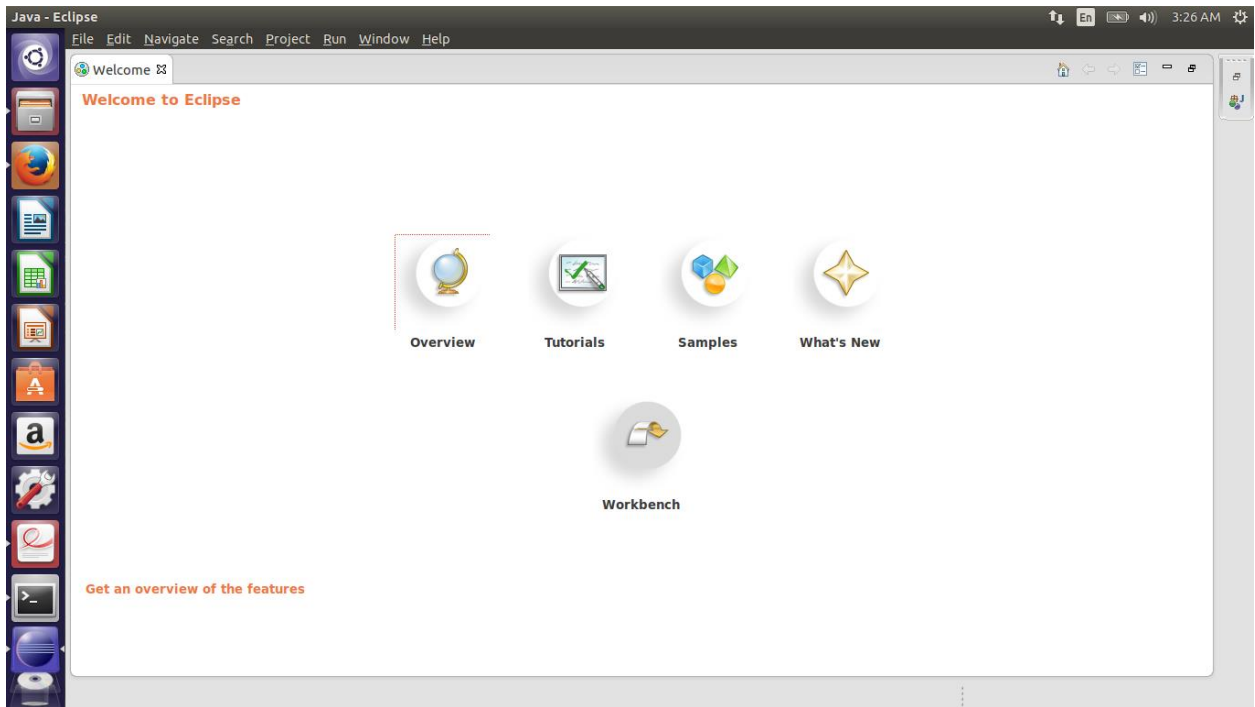 Java - Eclipse
En 3:26 AM
File Edit Navigate Search Project Run Window Help
Welcome
Welcome to Eclipse
Overview Tutorials Samples What's New
Workbench
Get an overview of the features
a
>_
J